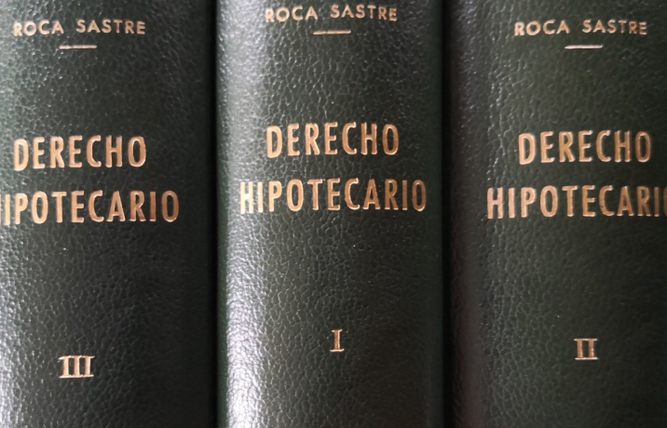 ROCA SASTRE
DERECHO
HIPOTECARIO
III
ROCA SASTRE
DERECHO
HIPOTECARIO
I
ROCA SASTRE
DERECHO
HIPOTECARIO
II